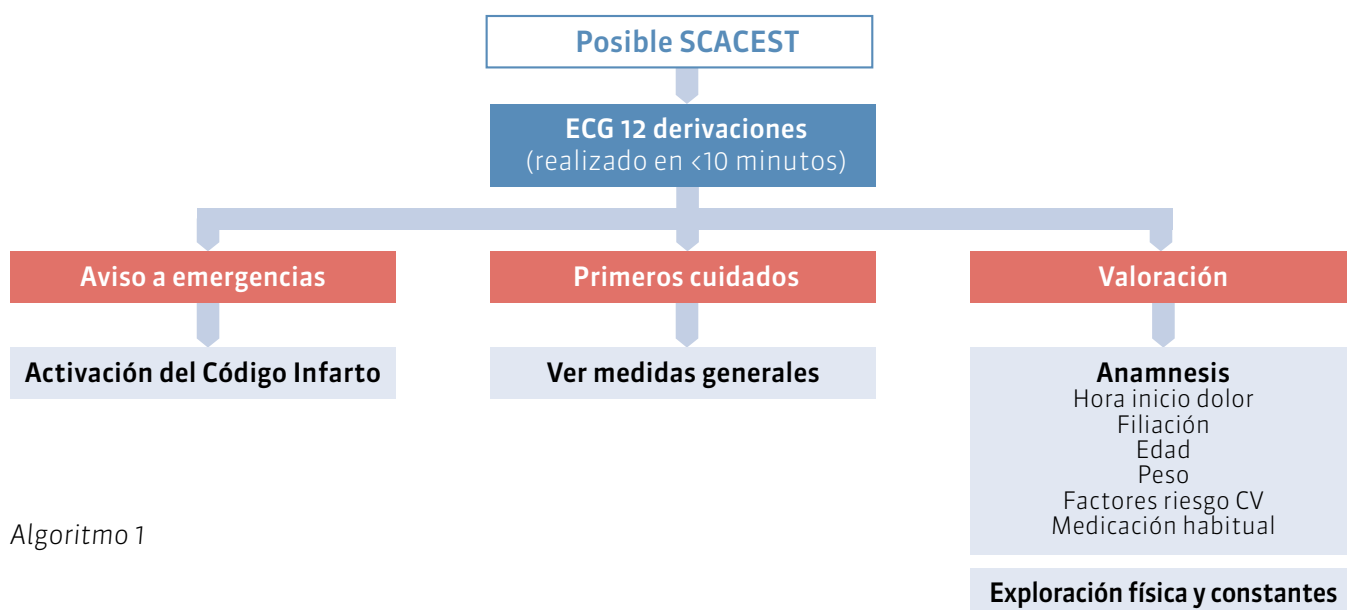 Posible SCACEST
ECG 12 derivaciones
(realizado en <10 minutos)
Aviso a emergencias
Activación del Código Infarto
Primeros cuidados
Ver medidas generales
Valoración
Anamnesis
Hora inicio dolor
Filiación
Edad
Peso
Factores riesgo CV
Medicación habitual
Exploración física y constantes
Algoritmo 1